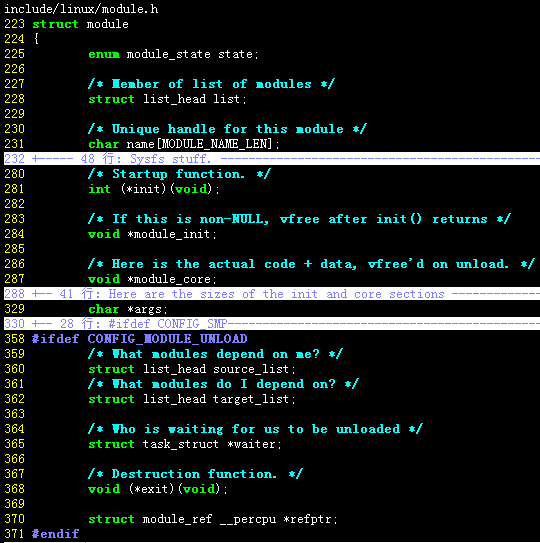 include/linux/module.h
223 struct module
224 {
225         enum module_state state;
226
227         /* Member of list of modules */
228         struct list_head list;
229
230         /* Unique handle for this module */
231         char name[MODULE_NAME_LEN];
232 +----- 48 行: Sysfs stuff. ----------------------------------------
280         /* Startup function. */
281         int (*init)(void);
282
283         /* If this is non-NULL, vfree after init() returns */
284         void *module_init;
285
286         /* Here is the actual code + data, vfree'd on unload. */
287         void *module_core;
288 +-- 41 行: Here are the sizes of the init and core sections------------
329         char *args;
330 +-- 28 行: #ifdef CONFIG_SMP---------------------------------------
358 #ifdef CONFIG_MODULE_UNLOAD
359         /* What modules depend on me? */
360         struct list_head source_list;
361         /* What modules do I depend on? */
362         struct list_head target_list;
363
364         /* Who is waiting for us to be unloaded */
365         struct task_struct *waiter;
366
367         /* Destruction function. */
368         void (*exit)(void);
369
370         struct module_ref __percpu *refptr;
371 #endif